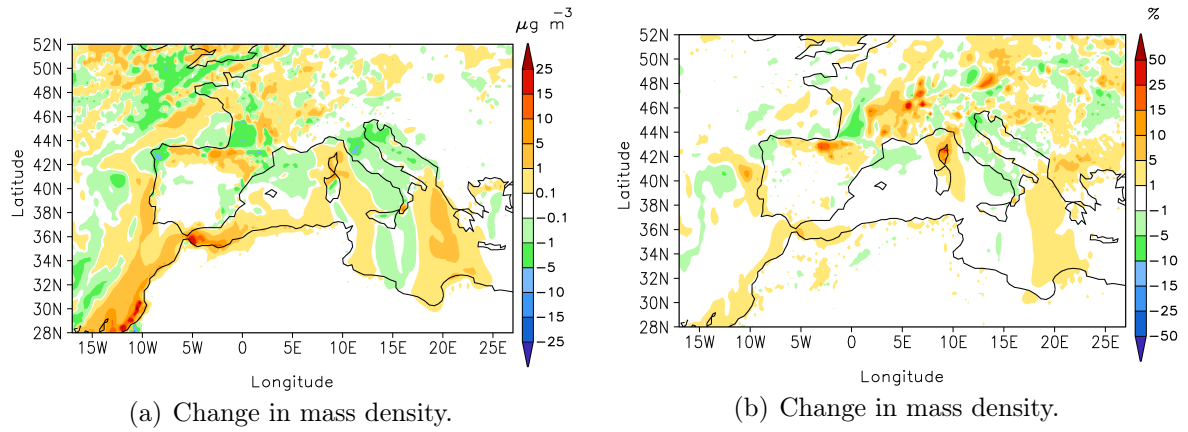 μg m⁻³
52N
50N
48N
46N
44N
42N
40N
38N
36N
34N
32N
30N
28N
Latitude
15W 10W 5W 0 5E 10E 15E 20E 25E
Longitude
25
15
10
5
1
0.1
−0.1
−1
−5
−10
−15
−25
(a) Change in mass density.
%
52N
50N
48N
46N
44N
42N
40N
38N
36N
34N
32N
30N
28N
Latitude
15W 10W 5W 0 5E 10E 15E 20E 25E
Longitude
50
25
15
10
5
1
−1
−5
−10
−15
−25
−50
(b) Change in mass density.